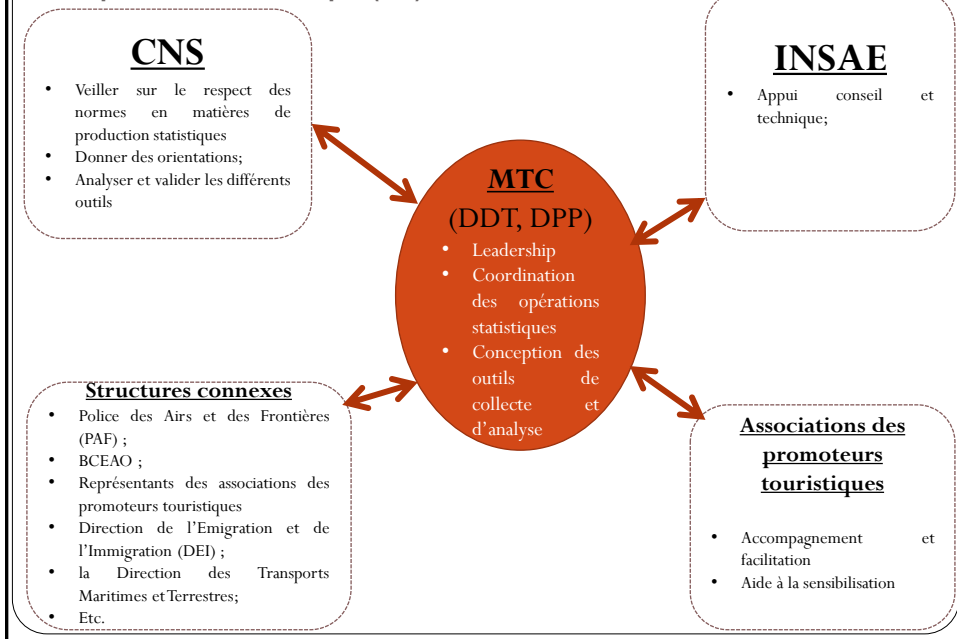 CNS
• Veiller sur le respect des
normes en matières de
production statistiques
• Donner des orientations;
• Analyser et valider les différents
outils
INSAE
• Appui conseil et
technique;
MTC
(DDT, DPP)
• Leadership
• Coordination
des opérations
statistiques
• Conception des
outils de
collecte et
d’analyse
Structures connexes
• Police des Airs et des Frontières
(PAF) ;
• BCEAO ;
• Représentants des associations des
promoteurs touristiques
• Direction de l’Emigration et de
l’Immigration (DEI) ;
• la Direction des Transports
Maritimes et Terrestres;
• Etc.
Associations des
promoteurs
touristiques
• Accompagnement et
facilitation
• Aide à la sensibilisation